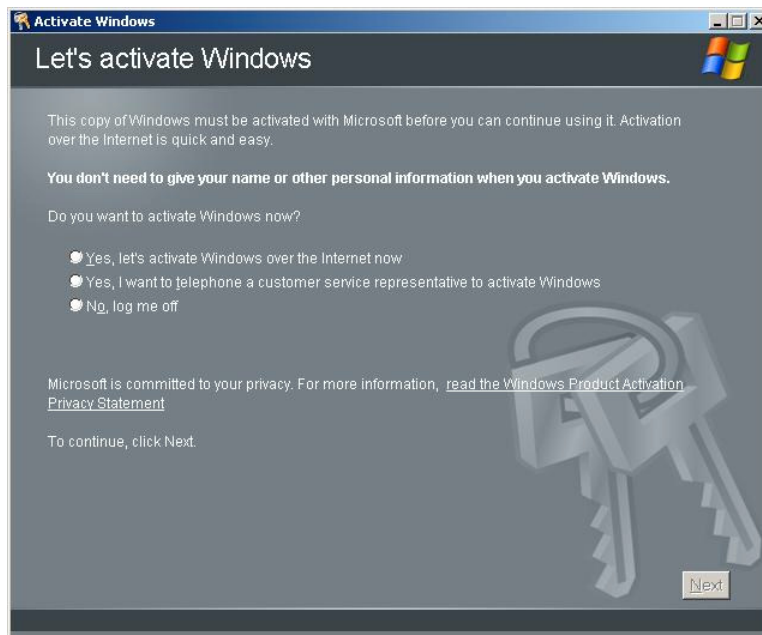 Activate Windows
Let's activate Windows
This copy of Windows must be activated with Microsoft before you can continue using it. Activation
over the Internet is quick and easy.
You don't need to give your name or other personal information when you activate Windows.
Do you want to activate Windows now?
Yes, let's activate Windows over the Internet now
Yes, I want to telephone a customer service representative to activate Windows
No, log me off
Microsoft is committed to your privacy. For more information, read the Windows Product Activation
Privacy Statement
To continue, click Next.
Next